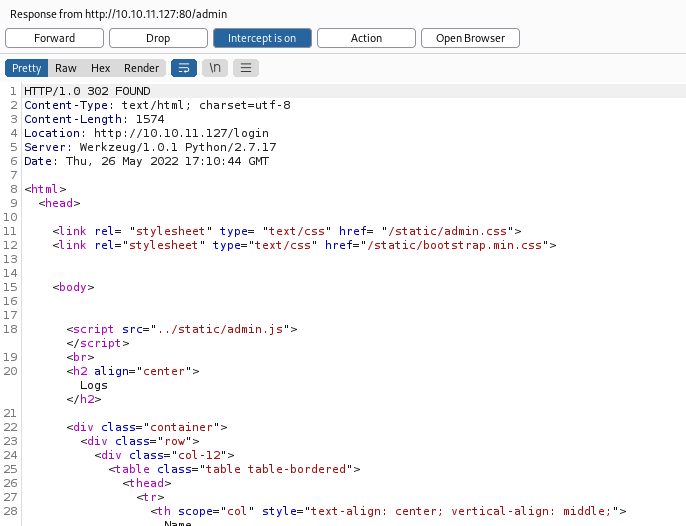 Response from http://10.10.11.127:80/admin
Forward Drop Intercept is on Action Open Browser
Pretty Raw Hex Render \n
1 HTTP/1.0 302 FOUND
2 Content-Type: text/html; charset=utf-8
3 Content-Length: 1574
4 Location: http://10.10.11.127/login
5 Server: Werkzeug/1.0.1 Python/2.7.17
6 Date: Thu, 26 May 2022 17:10:44 GMT
7
8 <html>
9 <head>
10
11 <link rel= "stylesheet" type= "text/css" href= "/static/admin.css">
12 <link rel="stylesheet" type="text/css" href="/static/bootstrap.min.css">
13
14
15 <body>
16
17
18 <script src="../static/admin.js">
</script>
19 <br>
20 <h2 align="center">
Logs
</h2>
21
22 <div class="container">
23 <div class="row">
24 <div class="col-12">
25 <table class="table table-bordered">
26 <thead>
27 <tr>
28 <th scope="col" style="text-align: center; vertical-align: middle;">
Name